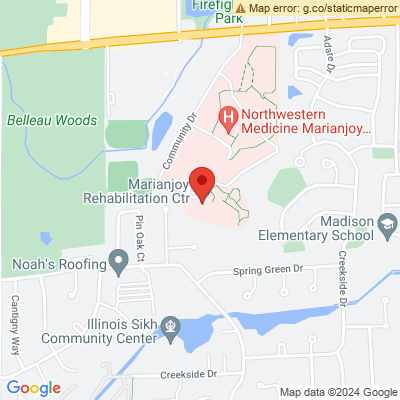 Map error: g.co/staticmaperror
Firefight
Park
Adare Dr
Belleau Woods
Community Dr
H
Northwestern
Medicine Marianjoy...
Marianjoy
Rehabilitation Ctr
Madison
Elementary School
Pin Oak Ct
Noah's Roofing
Spring Green Dr
Creekside Dr
Cantigny Way
Illinois Sikh
Community Center
Creekside Dr
Google
Map data ©2024 Google